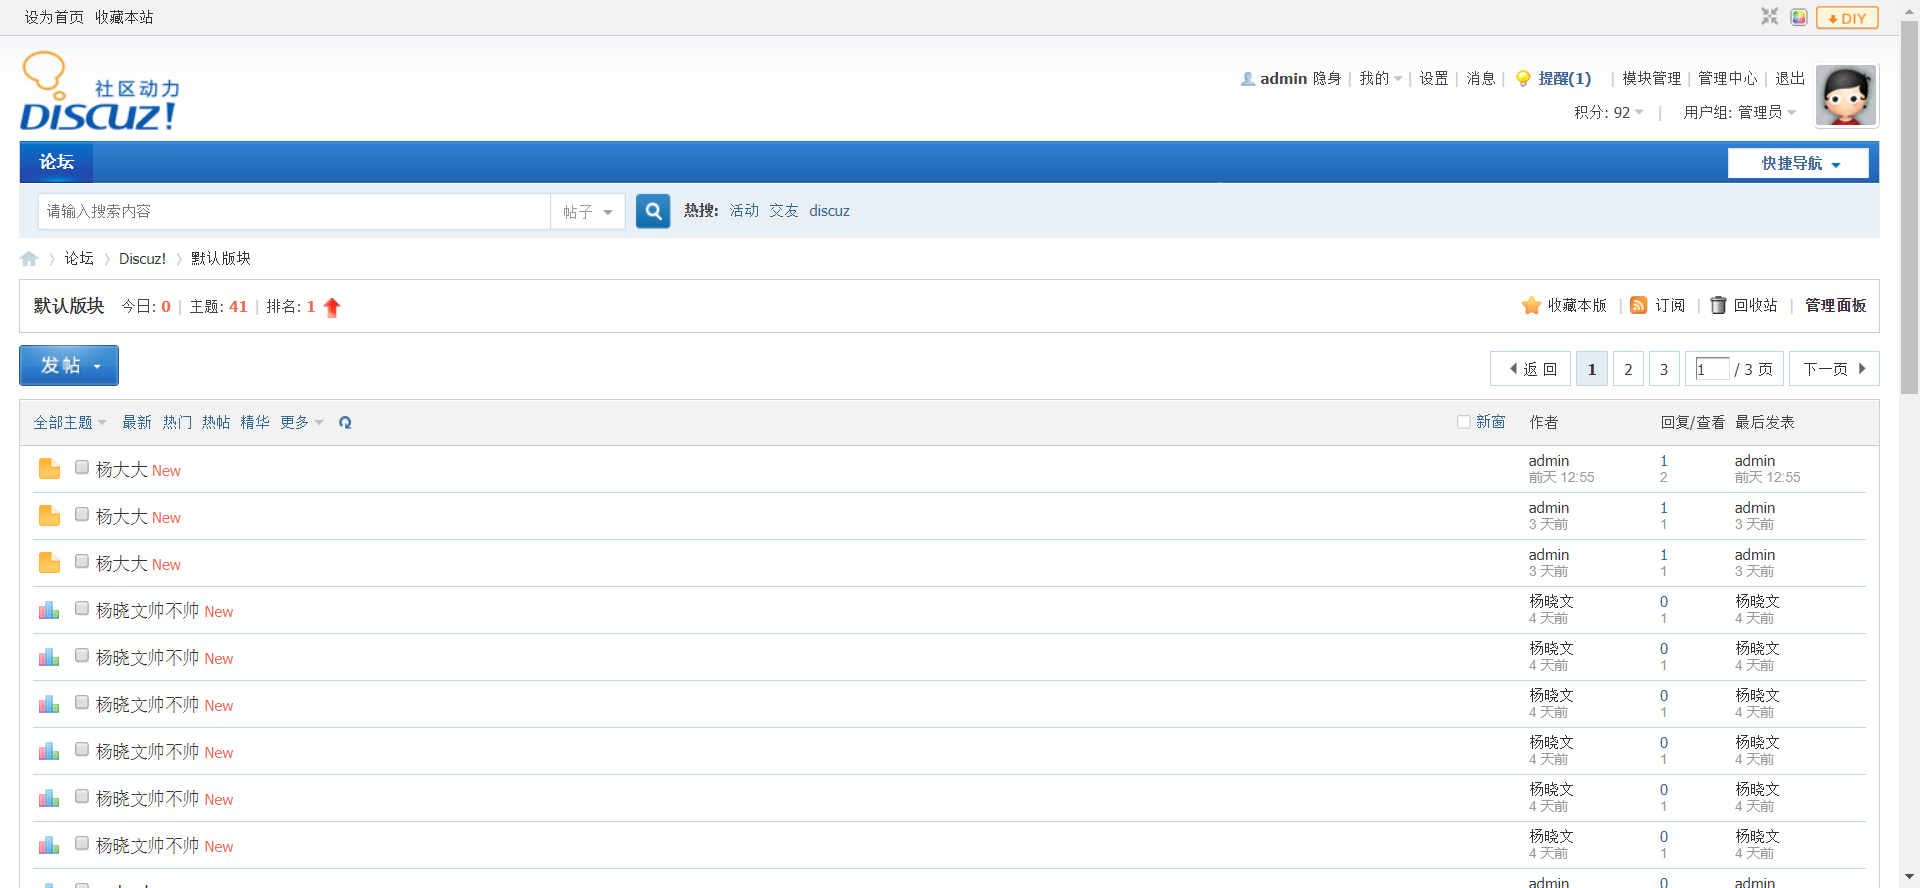 设为首页 收藏本站 DIY
社区动力
DISCUZ!
admin 隐身 | 我的 | 设置 | 消息 | 提醒(1) | 模块管理 | 管理中心 | 退出
积分: 92 | 用户组: 管理员
论坛 快捷导航
请输入搜索内容 帖子 热搜: 活动 交友 discuz
论坛 Discuz! 默认版块
默认版块 今日: 0 | 主题: 41 | 排名: 1 收藏本版 | 订阅 | 回收站 | 管理面板
发帖 返 回 1 2 3 1 / 3 页 下一页
全部主题 最新 热门 热帖 精华 更多 新窗 作者 回复/查看 最后发表
杨大大 New admin 1 admin
前天 12:55 2 前天 12:55
杨大大 New admin 1 admin
3 天前 1 3 天前
杨大大 New admin 1 admin
3 天前 1 3 天前
杨晓文帅不帅 New 杨晓文 0 杨晓文
4 天前 1 4 天前
杨晓文帅不帅 New 杨晓文 0 杨晓文
4 天前 1 4 天前
杨晓文帅不帅 New 杨晓文 0 杨晓文
4 天前 1 4 天前
杨晓文帅不帅 New 杨晓文 0 杨晓文
4 天前 1 4 天前
杨晓文帅不帅 New 杨晓文 0 杨晓文
4 天前 1 4 天前
杨晓文帅不帅 New 杨晓文 0 杨晓文
4 天前 1 4 天前
admin 0 admin